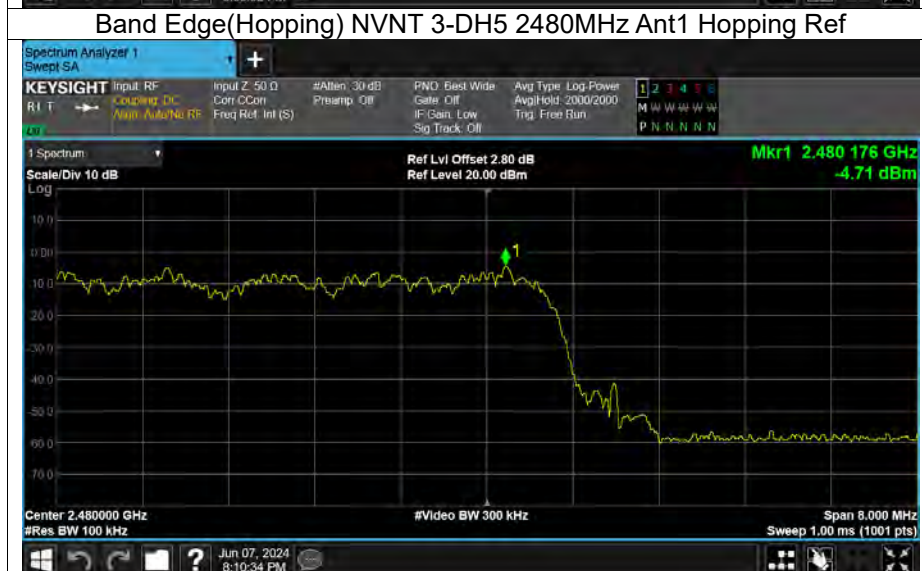 Band Edge(Hopping) NVNT 3-DH5 2480MHz Ant1 Hopping Ref
Spectrum Analyzer 1
Swept SA
+
KEYSIGHT
R L T
Input: RF
Coupling: DC
Align: Auto/No RF
Input Z: 50 Ω
Corr CCorr
Freq Ref: Int (S)
#Atten: 30 dB
Preamp: Off
PNO: Best Wide
Gate: Off
IF Gain: Low
Sig Track: Off
Avg Type: Log-Power
Avg|Hold: 2000/2000
Trig: Free Run
1 2 3 4 5 6
M W W W W W
P N N N N N
1 Spectrum
Scale/Div 10 dB
Ref Lvl Offset 2.80 dB
Ref Level 20.00 dBm
Mkr1 2.480 176 GHz
-4.71 dBm
Log
10.0
0.00
-10.0
-20.0
-30.0
-40.0
-50.0
-60.0
-70.0
1
Center 2.480000 GHz
#Res BW 100 kHz
#Video BW 300 kHz
Span 8.000 MHz
Sweep 1.00 ms (1001 pts)
?
Jun 07, 2024
8:10:34 PM